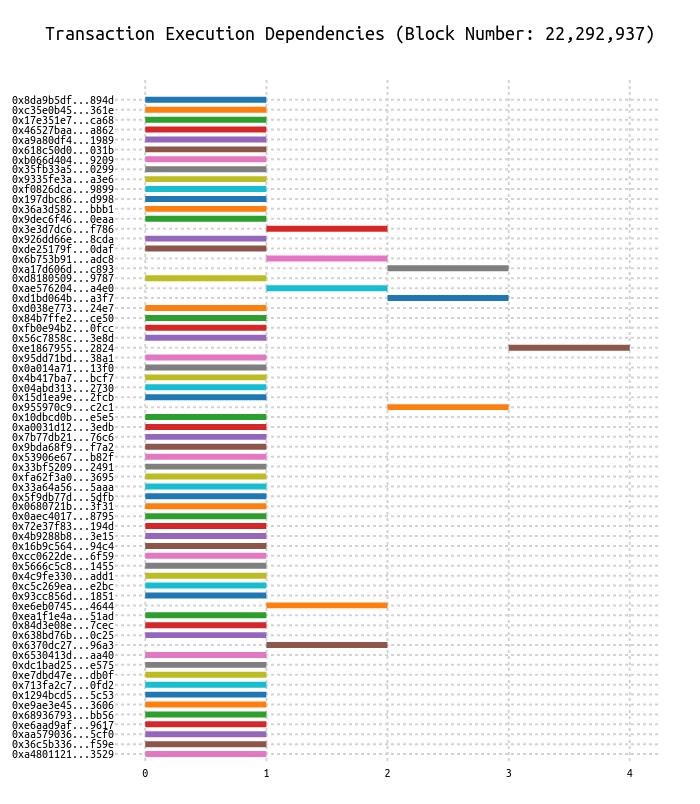 Transaction Execution Dependencies (Block Number: 22,292,937)
0x8da9b5df...894d
0xc35e0b45...361e
0x17e351e7...ca68
0x46527baa...a862
0xa9a80df4...1989
0x618c50d0...031b
0xb066d404...9209
0x35fb33a5...0299
0x9335fe3a...a3e6
0xf0826dca...9899
0x197dbc86...d998
0x36a3d582...bbb1
0x9dec6f46...0eaa
0x3e3d7dc6...f786
0x926dd66e...8cda
0xde25179f...0daf
0x6b753b91...adc8
0xa17d606d...c893
0xd8180509...9787
0xae576204...a4e0
0xd1bd064b...a3f7
0xd038e773...24e7
0x84b7ffe2...ce50
0xfb0e94b2...0fcc
0x56c7858c...3e8d
0xe1867955...2824
0x95dd71bd...38a1
0x0a014a71...13f0
0x4b417ba7...bcf7
0x04abd313...2730
0x15d1ea9e...2fcb
0x955970c9...c2c1
0x10dbcd0b...e5e5
0xa0031d12...3edb
0x7b77db21...76c6
0x9bda68f9...f7a2
0x53906e67...b82f
0x33bf5209...2491
0xfa62f3a0...3695
0x33a64a56...5aaa
0x5f9db77d...5dfb
0x0680721b...3f31
0x0aec4017...8795
0x72e37f83...194d
0x4b9288b8...3e15
0x16b9c564...94c4
0xcc0622de...6f59
0x5666c5c8...1455
0x4c9fe330...add1
0xc5c269ea...e2bc
0x93cc856d...1851
0xe6eb0745...4644
0xea1f1e4a...51ad
0x84d3e08e...7cec
0x638bd76b...0c25
0x6370dc27...96a3
0x6530413d...aa40
0xdc1bad25...e575
0xe7dbd47e...db0f
0x713fa2c7...0fd2
0x1294bcd5...5c53
0xe9ae3e45...3606
0x68936793...bb56
0xe6aad9af...9617
0xaa579036...5cf0
0x36c5b336...f59e
0xa4801121...3529
0 1 2 3 4